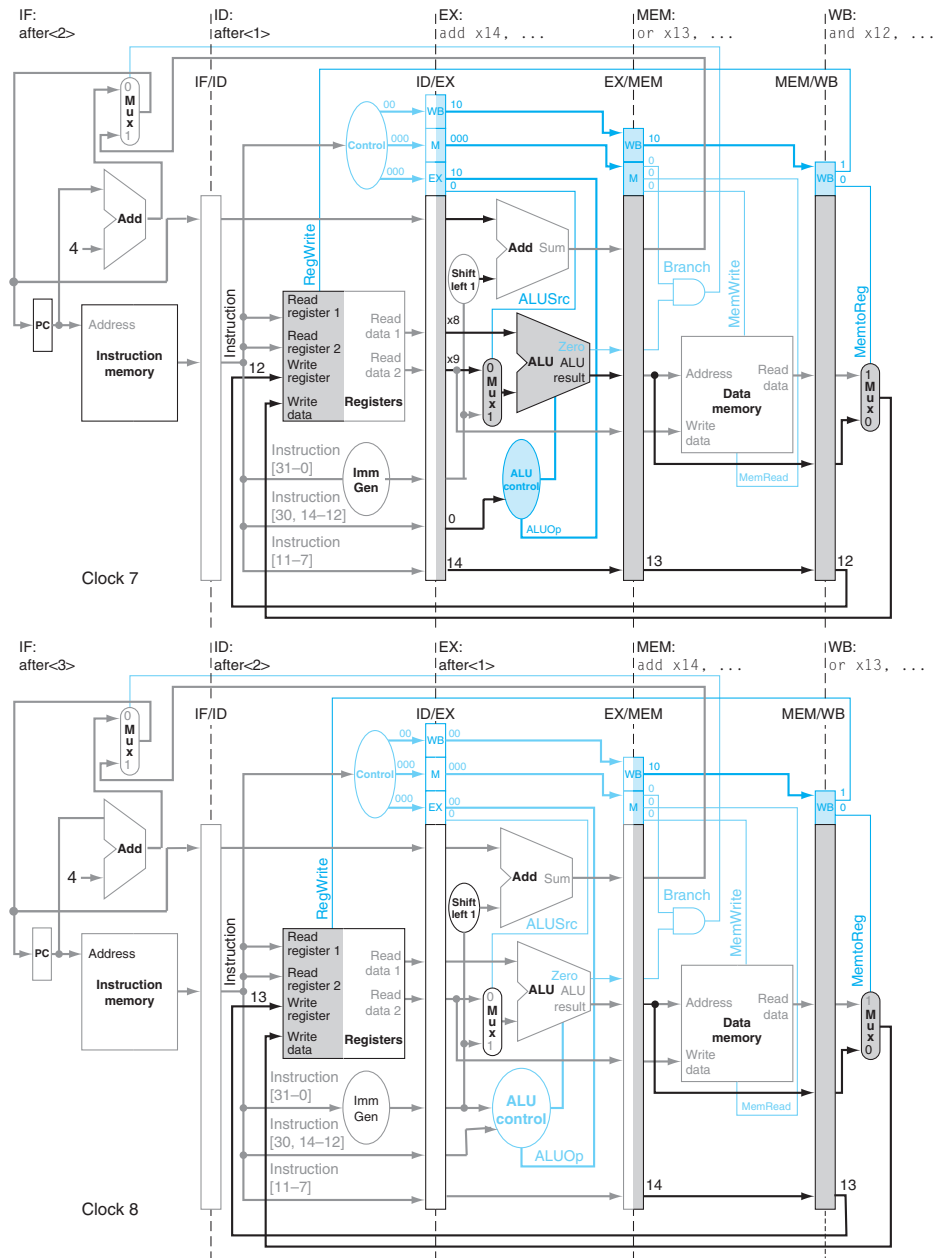 IF:
after<2>
ID:
after<1>
EX:
add x14, ...
MEM:
or x13, ...
WB:
and x12, ...
IF/ID
ID/EX
EX/MEM
MEM/WB
0
Mux
1
Control
00
000
000
WB
M
EX
10
000
10
0
WB
M
10
0
0
0
WB
1
0
Add
4
RegWrite
Add Sum
Shift
left 1
ALUSrc
Branch
MemWrite
MemtoReg
PC
Address
Instruction
memory
Instruction
Read
register 1
Read
register 2
Write
register
Write
data
Registers
Read
data 1
Read
data 2
12
x8
x9
0
Mux
1
Zero
ALU ALU
result
Address
Read
data
Data
memory
Write
data
MemRead
1
Mux
0
Instruction
[31–0]
Imm
Gen
Instruction
[30, 14–12]
0
ALU
control
ALUOp
Instruction
[11–7]
14
13
12
Clock 7
IF:
after<3>
ID:
after<2>
EX:
after<1>
MEM:
add x14, ...
WB:
or x13, ...
IF/ID
ID/EX
EX/MEM
MEM/WB
0
Mux
1
Control
00
000
000
WB
M
EX
00
000
00
0
WB
M
10
0
0
0
WB
1
0
Add
4
RegWrite
Add Sum
Shift
left 1
ALUSrc
Branch
MemWrite
MemtoReg
PC
Address
Instruction
memory
Instruction
Read
register 1
Read
register 2
Write
register
Write
data
Registers
Read
data 1
Read
data 2
13
0
Mux
1
Zero
ALU ALU
result
Address
Read
data
Data
memory
Write
data
MemRead
1
Mux
0
Instruction
[31–0]
Imm
Gen
Instruction
[30, 14–12]
ALU
control
ALUOp
Instruction
[11–7]
14
13
Clock 8